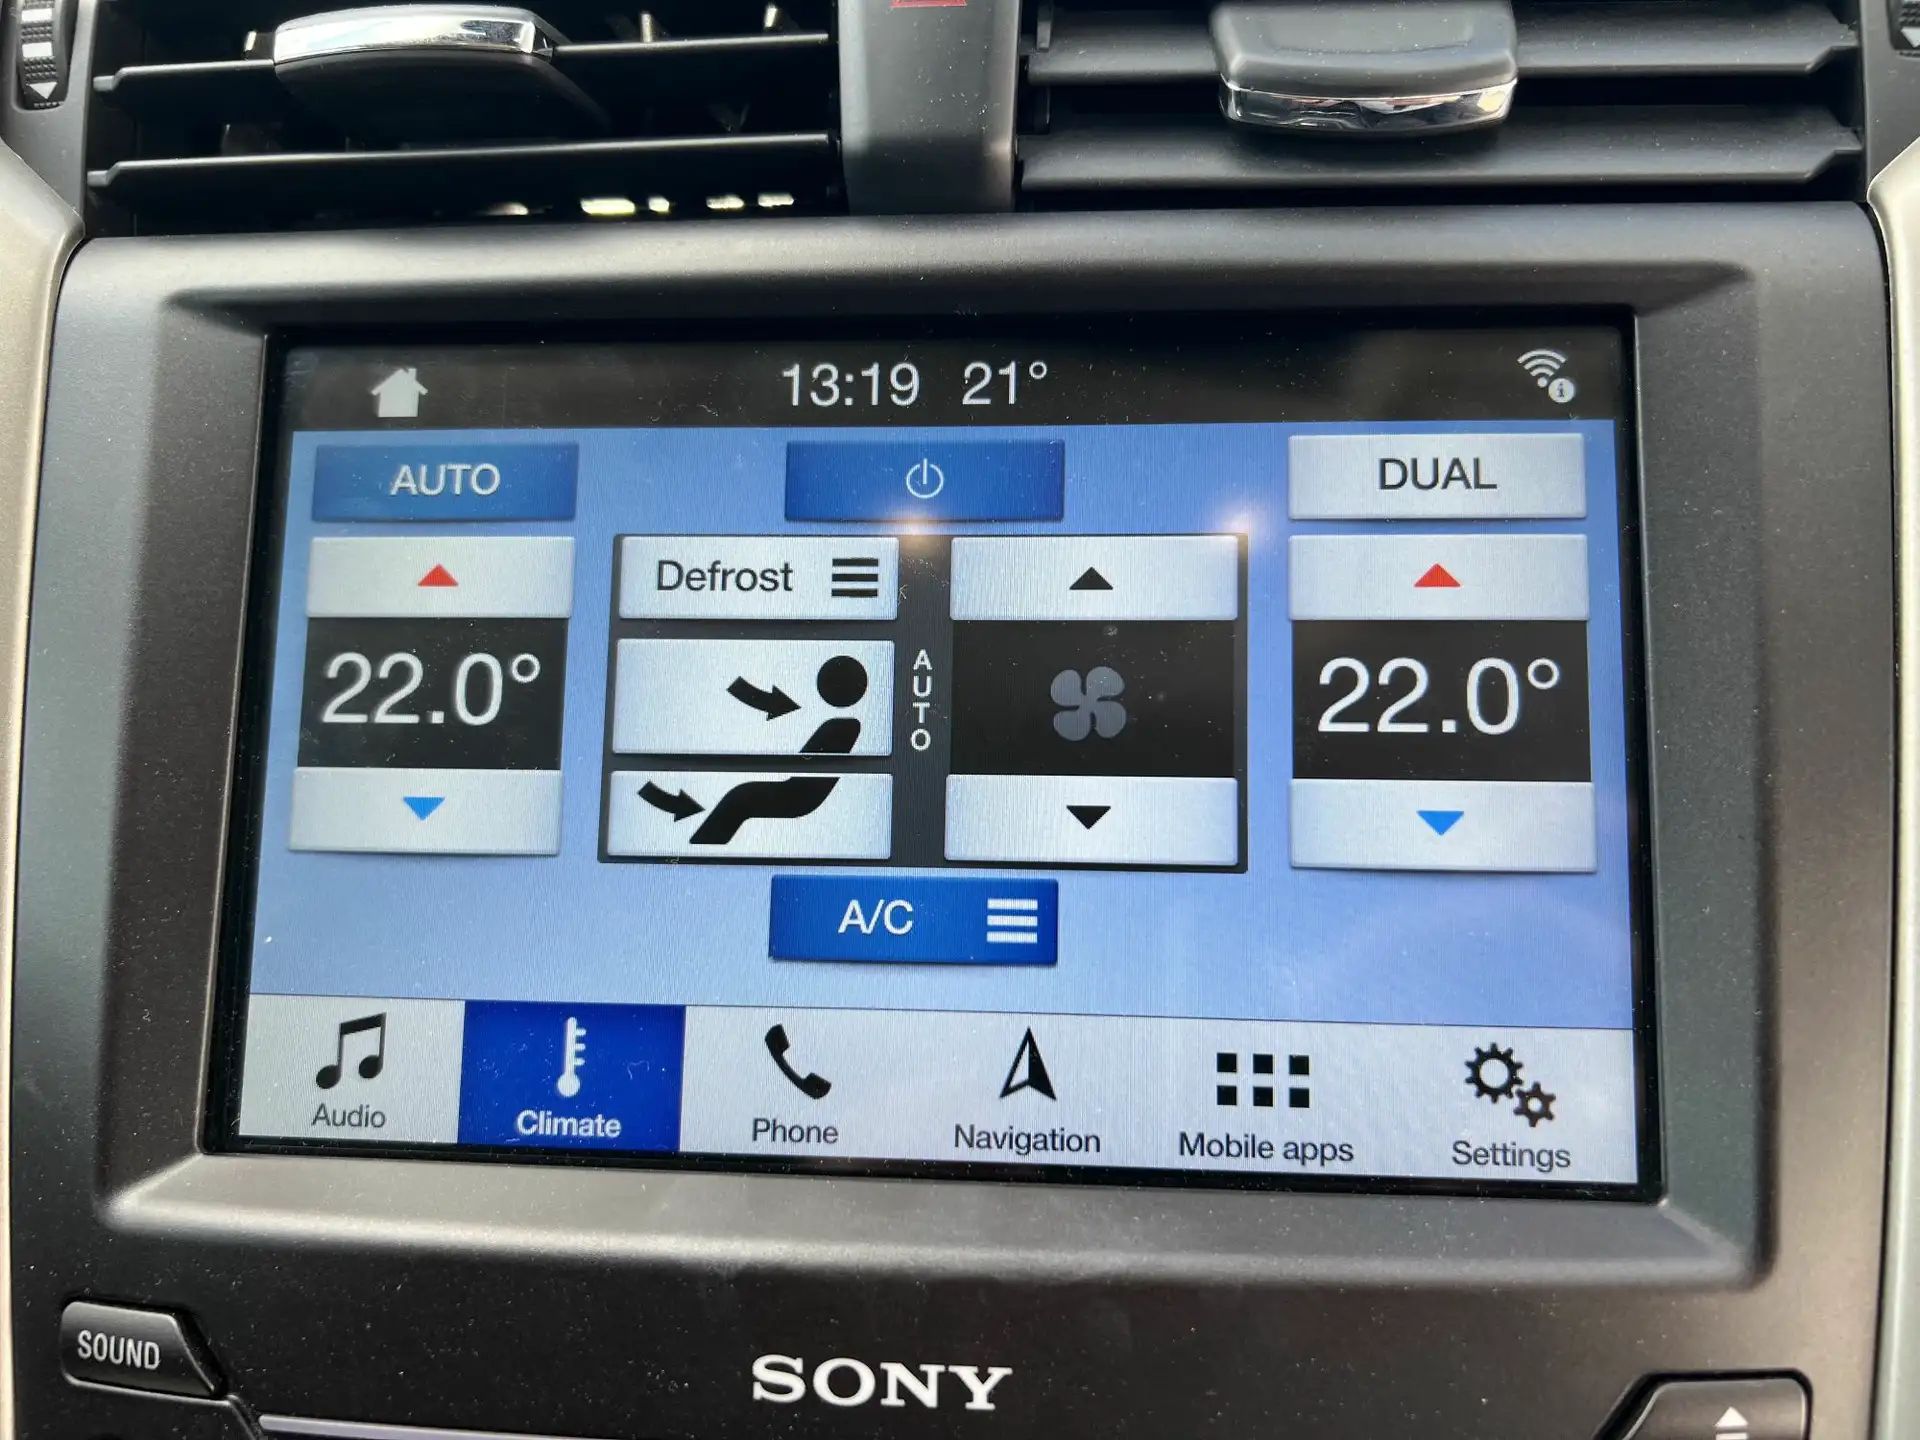 13:19 21°
AUTO
DUAL
Defrost
22.0°
AUTO
22.0°
A/C
Audio
Climate
Phone
Navigation
Mobile apps
Settings
SOUND
SONY